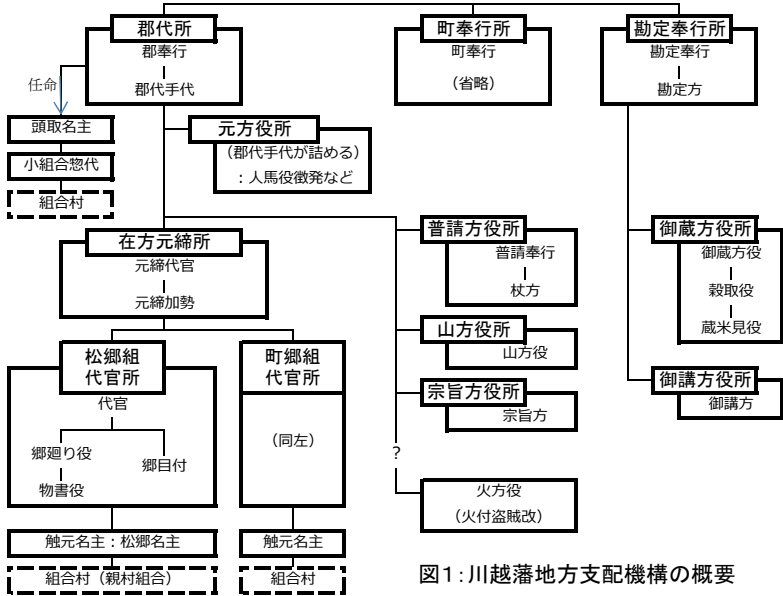 郡代所
郡奉行
郡代手代
任命
頭取名主
小組合惣代
組合村
町奉行所
町奉行
（省略）
勘定奉行所
勘定奉行
勘定方
元方役所
（郡代手代が詰める）
：人馬役徴発など
在方元締所
元締代官
元締加勢
普請方役所
普請奉行
杖方
山方役所
山方役
宗旨方役所
宗旨方
?
火方役
（火付盗賊改）
御蔵方役所
御蔵方役
穀取役
蔵米見役
御講方役所
御講方
松郷組
代官所
代官
郷廻り役
郷目付
物書役
触元名主：松郷名主
組合村（親村組合）
町郷組
代官所
（同左）
触元名主
組合村
図1：川越藩地方支配機構の概要